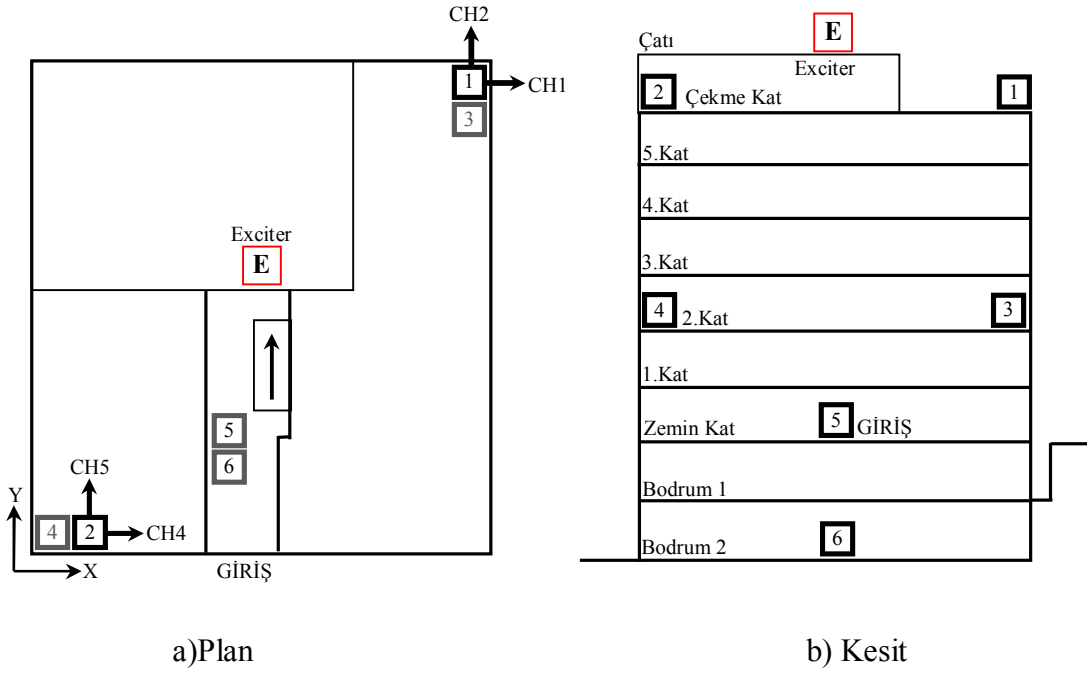 CH2
1
CH1
3
Exciter
E
5
6
CH5
Y
4
2
CH4
X
GİRİŞ
a)Plan
E
Çatı
Exciter
2
Çekme Kat
1
5.Kat
4.Kat
3.Kat
4
2.Kat
3
1.Kat
5
Zemin Kat
GİRİŞ
Bodrum 1
6
Bodrum 2
b) Kesit